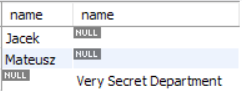 name name
Jacek NULL
Mateusz NULL
NULL Very Secret Department